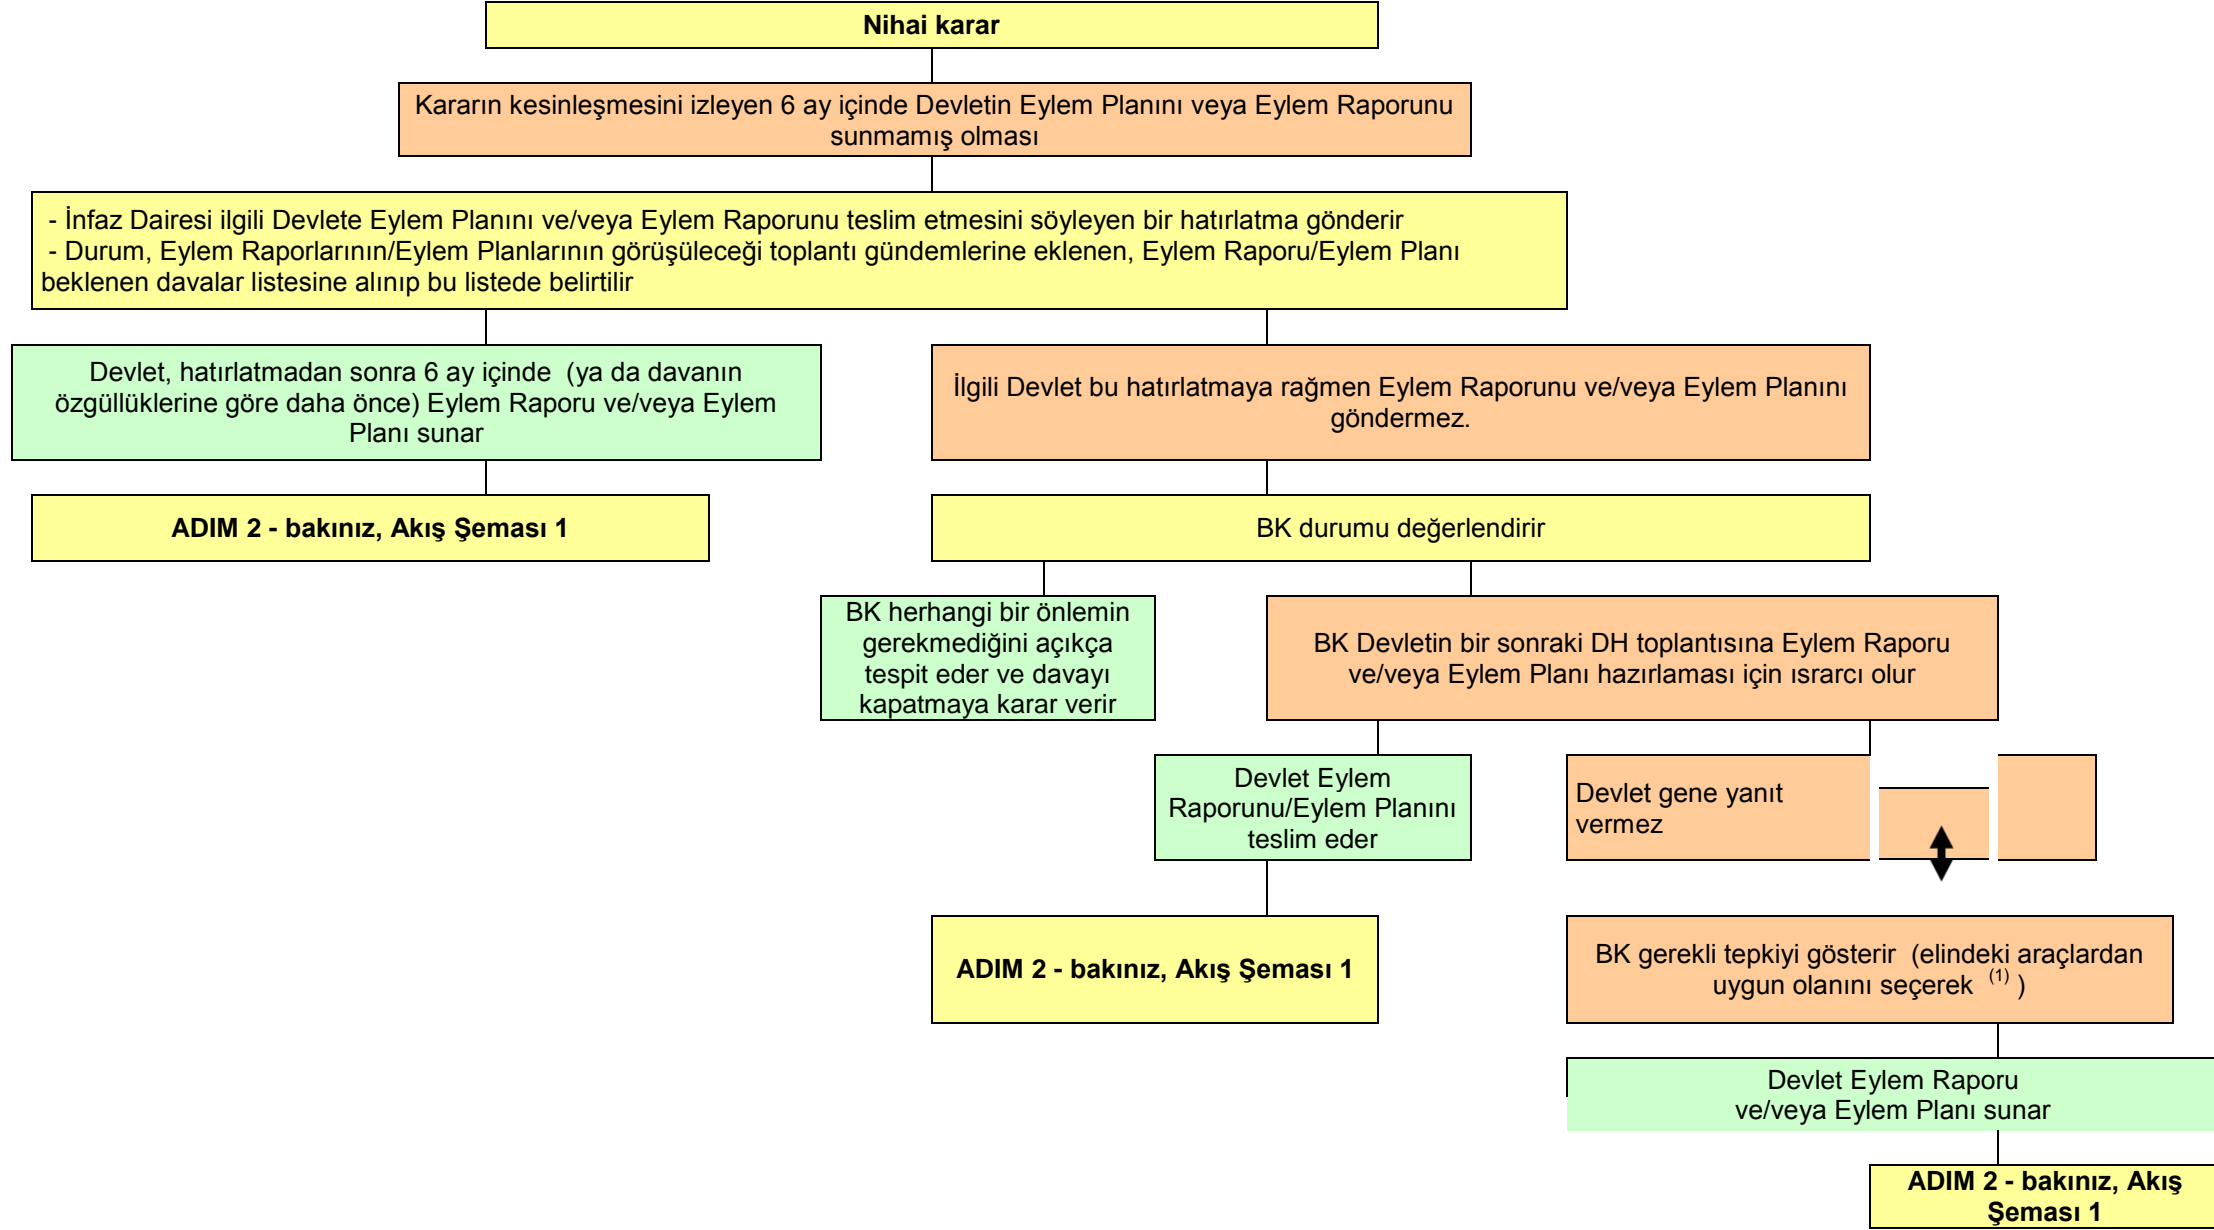 Nihai karar
Kararın kesinleşmesini izleyen 6 ay içinde Devletin Eylem Planını veya Eylem Raporunu
sunmamış olması
- İnfaz Dairesi ilgili Devlete Eylem Planını ve/veya Eylem Raporunu teslim etmesini söyleyen bir hatırlatma gönderir
- Durum, Eylem Raporlarının/Eylem Planlarının görüşüleceği toplantı gündemlerine eklenen, Eylem Raporu/Eylem Planı
beklenen davalar listesine alınıp bu listede belirtilir
Devlet, hatırlatmadan sonra 6 ay içinde (ya da davanın
özgüllüklerine göre daha önce) Eylem Raporu ve/veya Eylem
Planı sunar
İlgili Devlet bu hatırlatmaya rağmen Eylem Raporunu ve/veya Eylem Planını
göndermez.
ADIM 2 - bakınız, Akış Şeması 1
BK durumu değerlendirir
BK herhangi bir önlemin
gerekmediğini açıkça
tespit eder ve davayı
kapatmaya karar verir
BK Devletin bir sonraki DH toplantısına Eylem Raporu
ve/veya Eylem Planı hazırlaması için ısrarcı olur
Devlet Eylem
Raporunu/Eylem Planını
teslim eder
Devlet gene yanıt
vermez
ADIM 2 - bakınız, Akış Şeması 1
BK gerekli tepkiyi gösterir (elindeki araçlardan
uygun olanını seçerek (1) )
Devlet Eylem Raporu
ve/veya Eylem Planı sunar
ADIM 2 - bakınız, Akış
Şeması 1